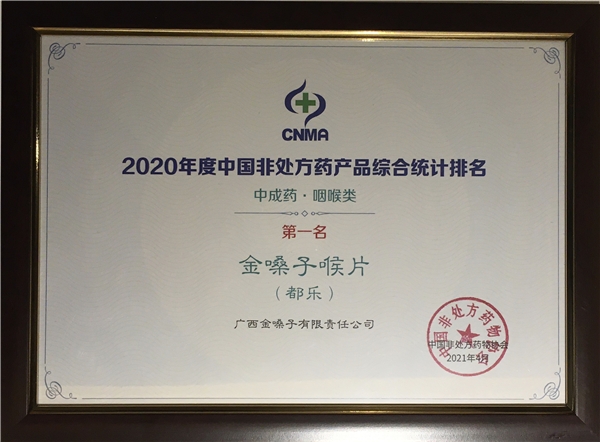 CNMA
2020年度中国非处方药产品综合统计排名
中成药·咽喉类
第一名
金嗓子喉片
（都乐）
广西金嗓子有限责任公司
中国非处方药物协会
中国非处方药物协会
2021年4月